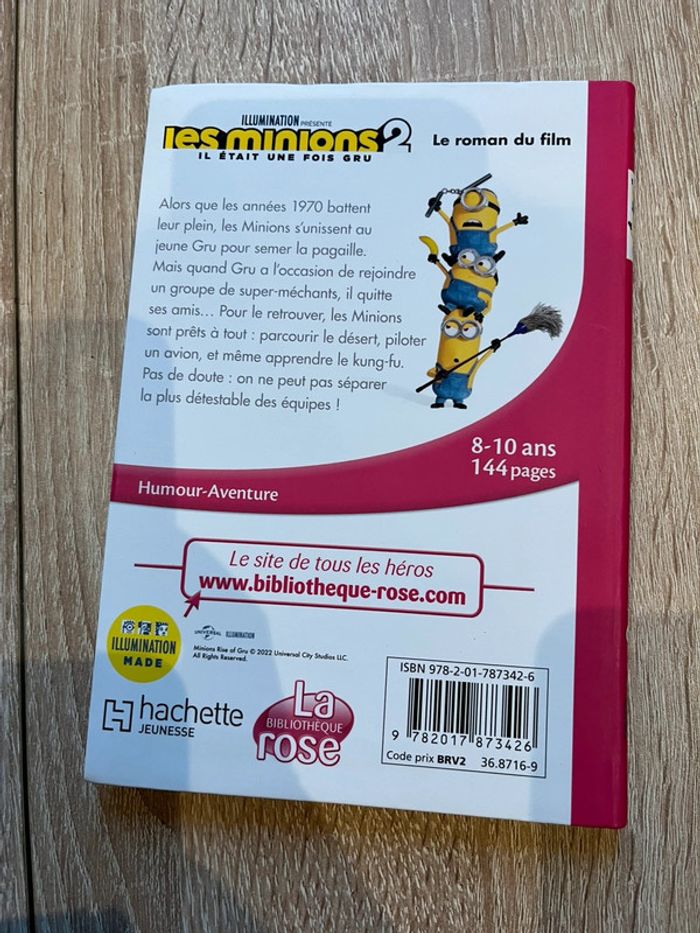 ILLUMINATION PRÉSENTE
les minions 2
IL ÉTAIT UNE FOIS GRU
Le roman du film
Alors que les années 1970 battent
leur plein, les Minions s'unissent au
jeune Gru pour semer la pagaille.
Mais quand Gru a l'occasion de rejoindre
un groupe de super-méchants, il quitte
ses amis... Pour le retrouver, les Minions
sont prêts à tout : parcourir le désert, piloter
un avion, et même apprendre le kung-fu.
Pas de doute : on ne peut pas séparer
la plus détestable des équipes !
8-10 ans
144 pages
Humour-Aventure
Le site de tous les héros
www.bibliotheque-rose.com
ILLUMINATION
MADE
UNIVERSAL ILLUMINATION
Minions Rise of Gru © 2022 Universal City Studios LLC.
All Rights Reserved.
hachette
JEUNESSE
La
BIBLIOTHÈQUE
rose
ISBN 978-2-01-787342-6
9 782017 873426
Code prix BRV2 36.8716-9